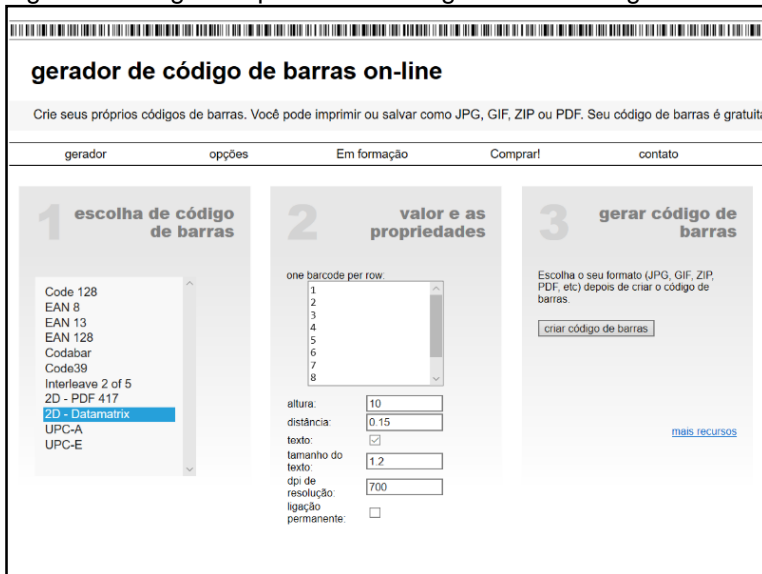 gerador de código de barras on-line
Crie seus próprios códigos de barras. Você pode imprimir ou salvar como JPG, GIF, ZIP ou PDF. Seu código de barras é
gerador opções Em formação Comprar! contato
1 escolha de código
de barras
Code 128
EAN 8
EAN 13
EAN 128
Codabar
Code39
Interleave 2 of 5
2D - PDF 417
2D - Datamatrix
UPC-A
UPC-E
2 valor e as
propriedades
one barcode per row:
1
2
3
4
5
6
7
8
altura: 10
distância: 0.15
texto:
tamanho do
texto: 1.2
dpi de
resolução: 700
ligação
permanente:
3 gerar código de
barras
Escolha o seu formato (JPG, GIF, ZIP,
PDF, etc) depois de criar o código de
barras.
criar código de barras
mais recursos